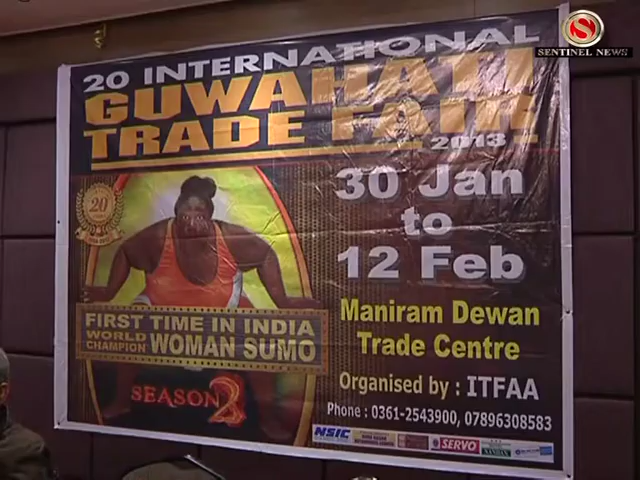 SENTINEL NEWS
20 INTERNATIONAL
GUWAHATI
TRADE FAIR
2013
20
30 Jan
to
12 Feb
FIRST TIME IN INDIA
WORLD
CHAMPION WOMAN SUMO
SEASON 2
Maniram Dewan
Trade Centre
Organised by : ITFAA
Phone : 0361-2543900, 07896308583
NSIC
SERVO